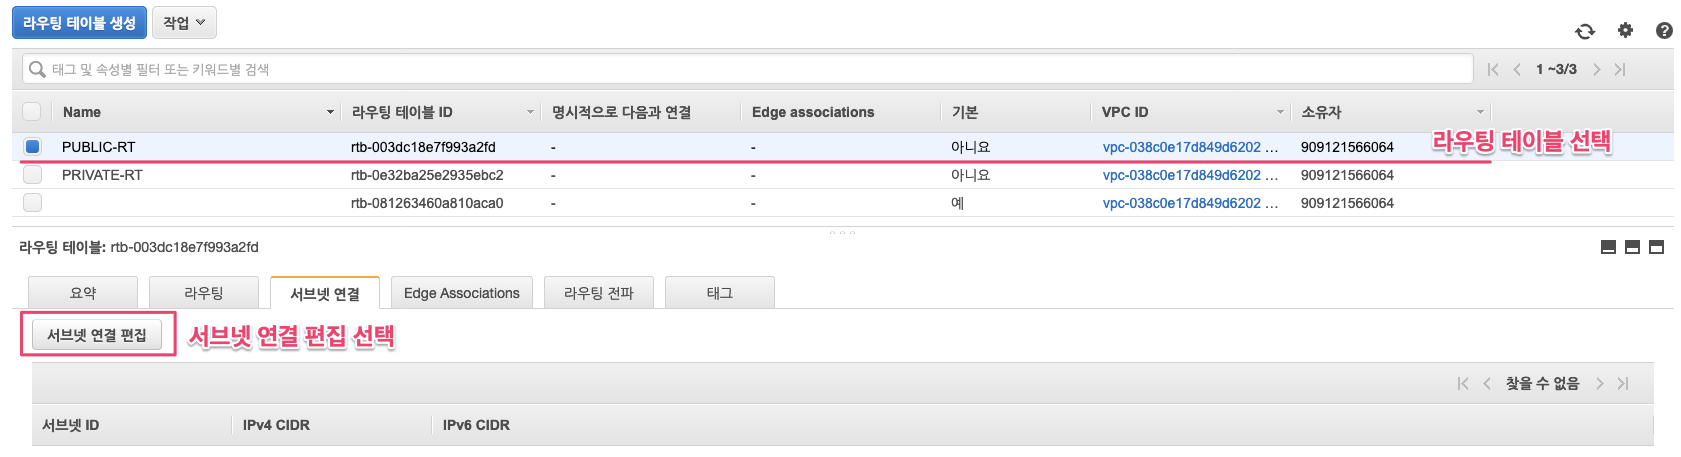 라우팅 테이블 생성 작업
태그 및 속성별 필터 또는 키워드별 검색 1 ~3/3
Name 라우팅 테이블 ID 명시적으로 다음과 연결 Edge associations 기본 VPC ID 소유자
PUBLIC-RT rtb-003dc18e7f993a2fd - - 아니요 vpc-038c0e17d849d6202 ... 909121566064 라우팅 테이블 선택
PRIVATE-RT rtb-0e32ba25e2935ebc2 - - 아니요 vpc-038c0e17d849d6202 ... 909121566064
rtb-081263460a810aca0 - - 예 vpc-038c0e17d849d6202 ... 909121566064
라우팅 테이블: rtb-003dc18e7f993a2fd
요약 라우팅 서브넷 연결 Edge Associations 라우팅 전파 태그
서브넷 연결 편집 서브넷 연결 편집 선택
찾을 수 없음
서브넷 ID IPv4 CIDR IPv6 CIDR